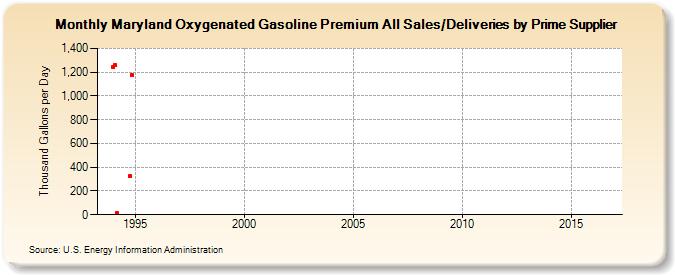 Monthly Maryland Oxygenated Gasoline Premium All Sales/Deliveries by Prime Supplier
Thousand Gallons per Day
1,400
1,200
1,000
800
600
400
200
0
1995 2000 2005 2010 2015
Source: U.S. Energy Information Administration